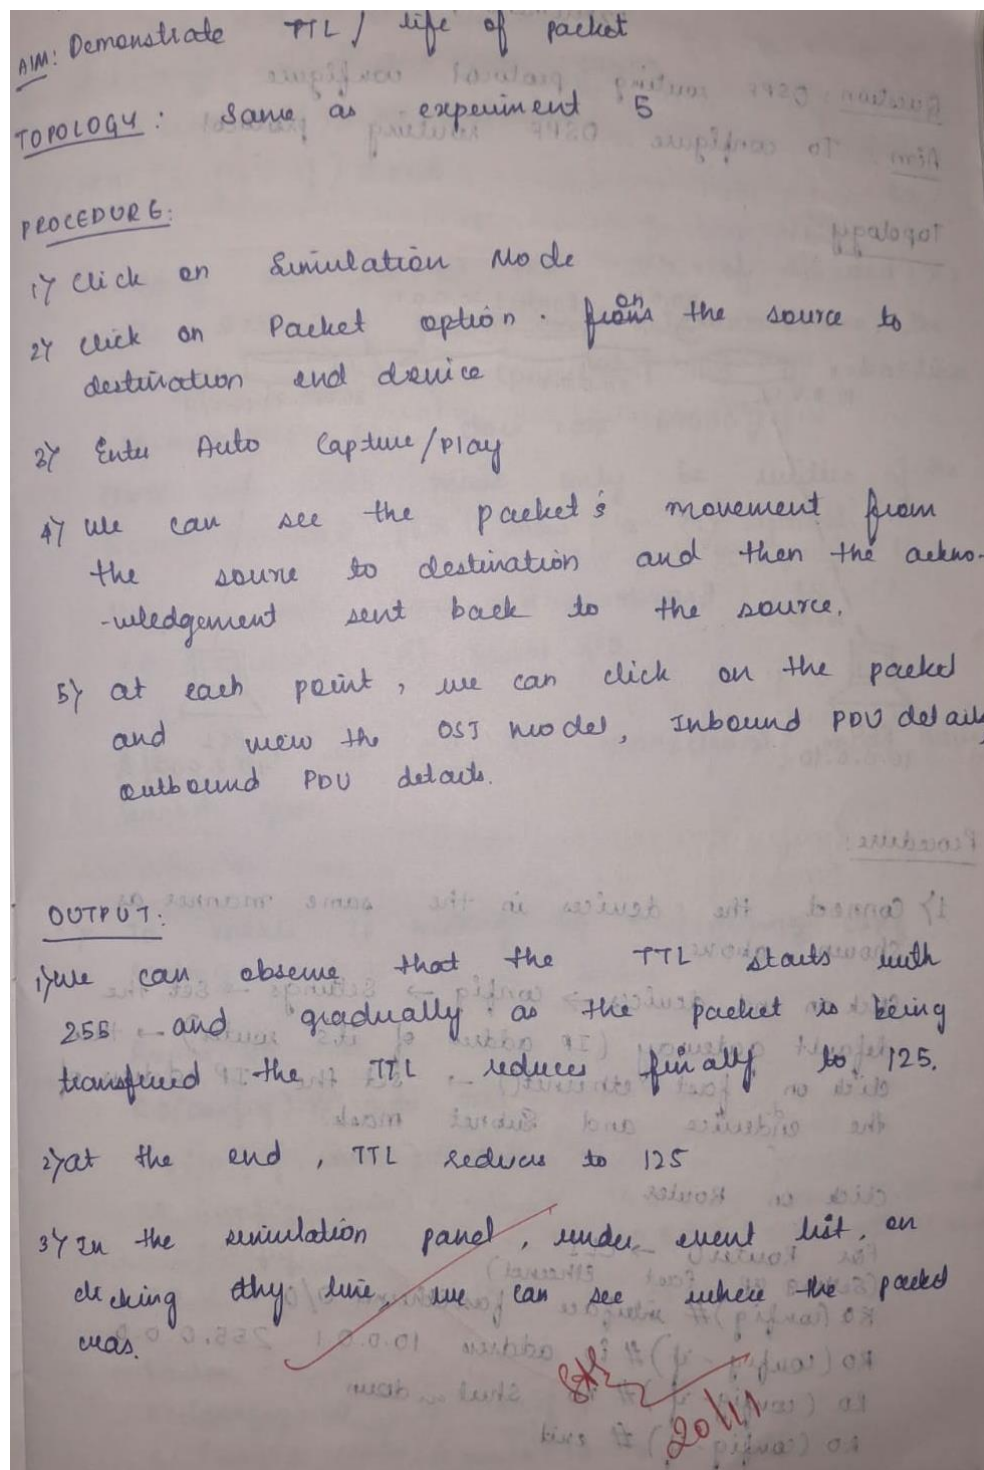 AIM: Demonstrate TTL / life of packet
TOPOLOGY: Same as experiment 5
PROCEDURE:
1) Click on Simulation Mode
2) Click on Packet option. on the source to
destination end device
3) Enter Auto Capture/Play
4) We can see the packet's movement from
the source to destination and then the ackno-
-wledgement sent back to the source.
5) at each point, we can click on the packet
and view the OSI model, Inbound PDU details
outbound PDU details.
OUTPUT:
1) We can observe that the TTL starts with
255 and gradually as the packet is being
transferred the TTL reduces finally to 125.
2) at the end, TTL reduces to 125
3) In the simulation panel, under event list, on
clicking line, we can see where the packet
was.
20/11